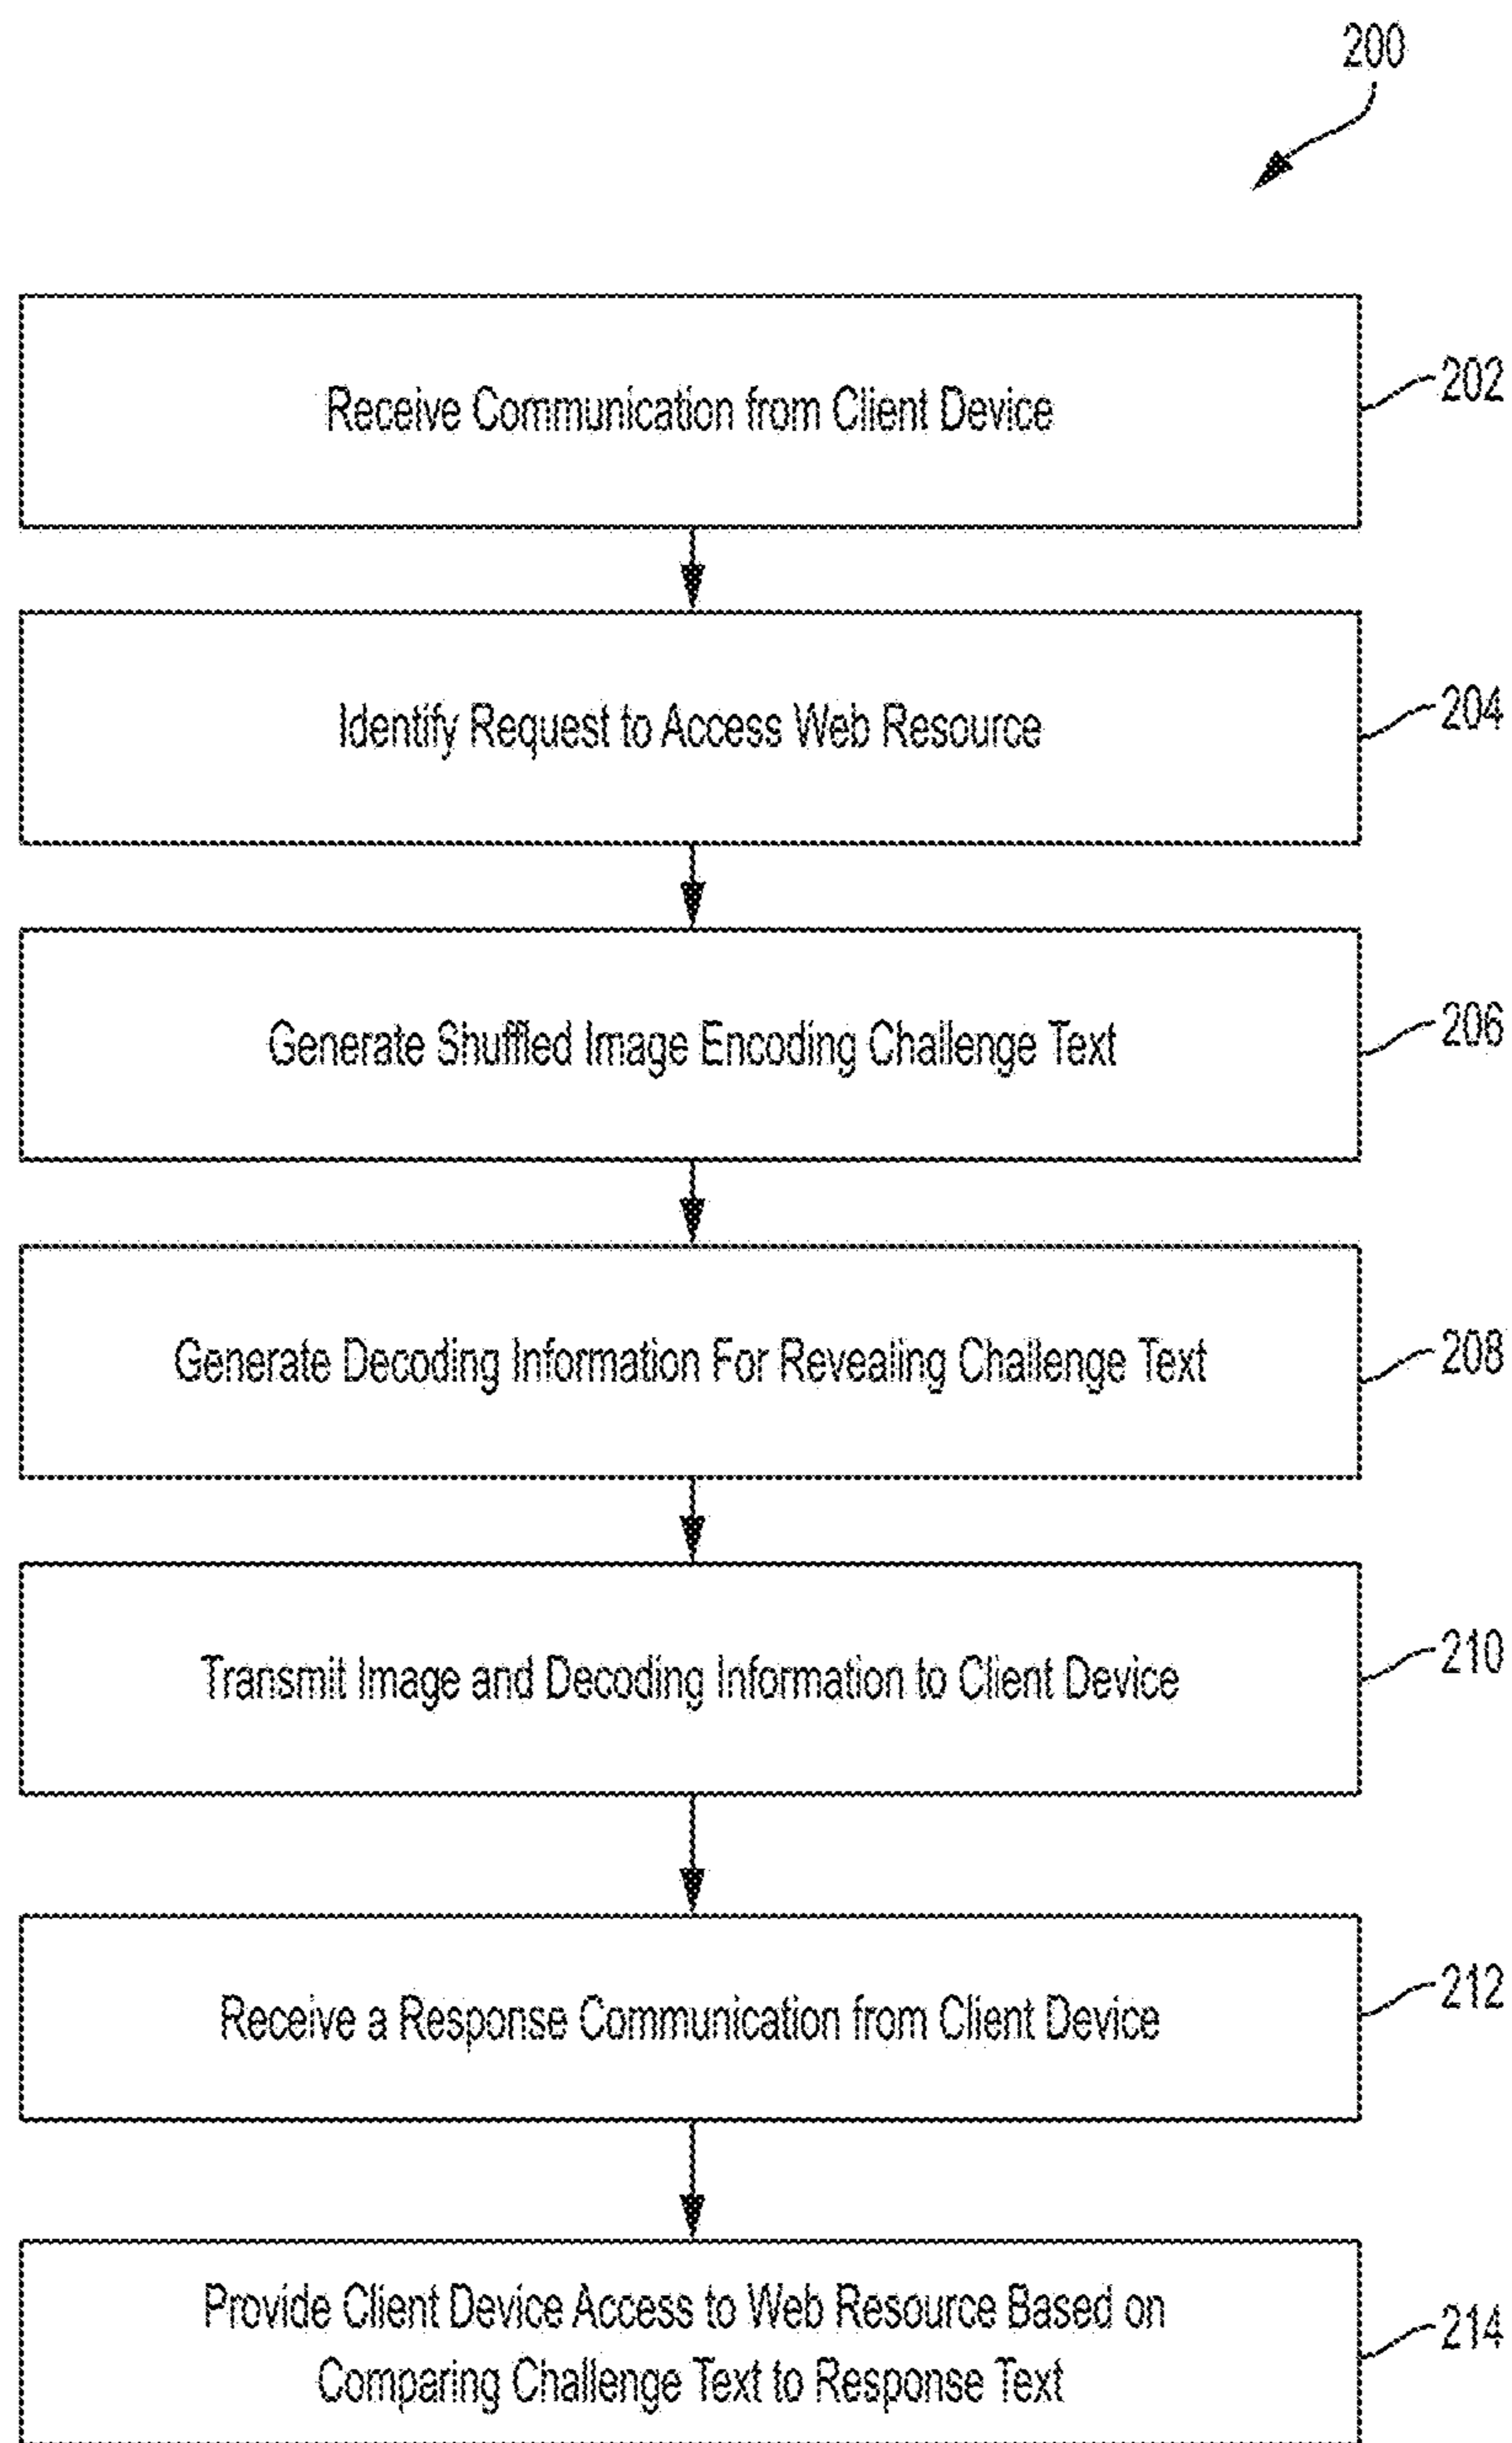 200
Receive Communication from Client Device
202
Identify Request to Access Web Resource
204
Generate Shuffled Image Encoding Challenge Text
206
Generate Decoding Information For Revealing Challenge Text
208
Transmit Image and Decoding Information to Client Device
210
Receive a Response Communication from Client Device
212
Provide Client Device Access to Web Resource Based on
Comparing Challenge Text to Response Text
214